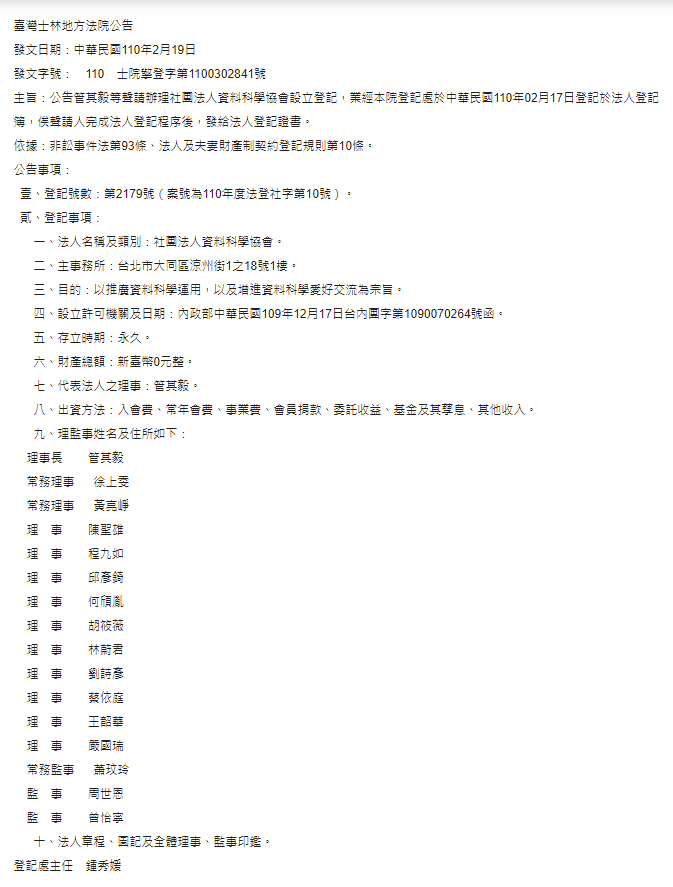 臺灣士林地方法院公告
發文日期：中華民國110年2月19日
發文字號： 110 士院擎登字第1100302841號
主旨：公告管其毅等聲請辦理社團法人資料科學協會設立登記，業經本院登記處於中華民國110年02月17日登記於法人登記
簿，俟聲請人完成法人登記程序後，發給法人登記證書。
依據：非訟事件法第93條、法人及夫妻財產制契約登記規則第10條。
公告事項：
壹、登記號數：第2179號（案號為110年度法登社字第10號）。
貳、登記事項：
一、法人名稱及類別：社團法人資料科學協會。
二、主事務所：台北市大同區涼州街1之18號1樓。
三、目的：以推廣資料科學運用，以及增進資料科學愛好交流為宗旨。
四、設立許可機關及日期：內政部中華民國109年12月17日台內團字第1090070264號函。
五、存立時期：永久。
六、財產總額：新臺幣0元整。
七、代表法人之理事：管其毅。
八、出資方法：入會費、常年會費、事業費、會員捐款、委託收益、基金及其孳息、其他收入。
九、理監事姓名及住所如下：
理事長 管其毅
常務理事 徐上雯
常務理事 黃亮崢
理 事 陳聖雄
理 事 程九如
理 事 邱彥錡
理 事 何頎胤
理 事 胡筱薇
理 事 林蔚君
理 事 劉詩彥
理 事 蔡依庭
理 事 王韶華
理 事 嚴國瑞
常務監事 蕭玟玲
監 事 周世恩
監 事 曾怡寧
十、法人章程、圖記及全體理事、監事印鑑。
登記處主任 鍾秀媛